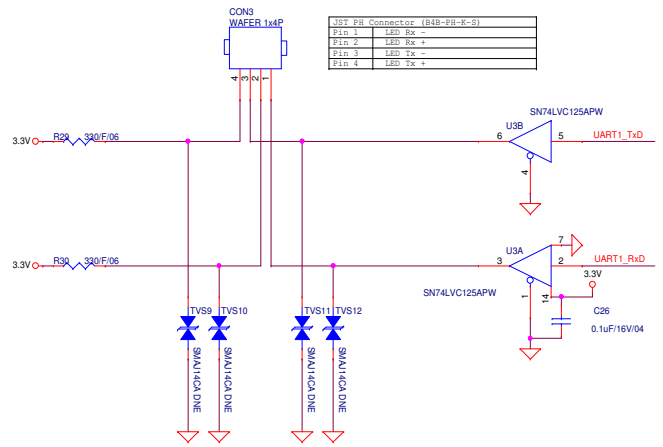 CON3
WAFER 1x4P
JST PH Connector (B4B-PH-K-S)
Pin 1 LED Rx -
Pin 2 LED Rx +
Pin 3 LED Tx -
Pin 4 LED Tx +
4 3 2 1
SN74LVC125APW
U3B
R29 330/F/06
3.3V
6 5 UART1_TxD
4
U3A
7
R30 330/F/06
3.3V
3 2 UART1_RxD
3.3V
SN74LVC125APW
1 14
C26
0.1uF/16V/04
TVS9 TVS10 TVS11 TVS12
SMAJ14CA DNE
SMAJ14CA DNE
SMAJ14CA DNE
SMAJ14CA DNE